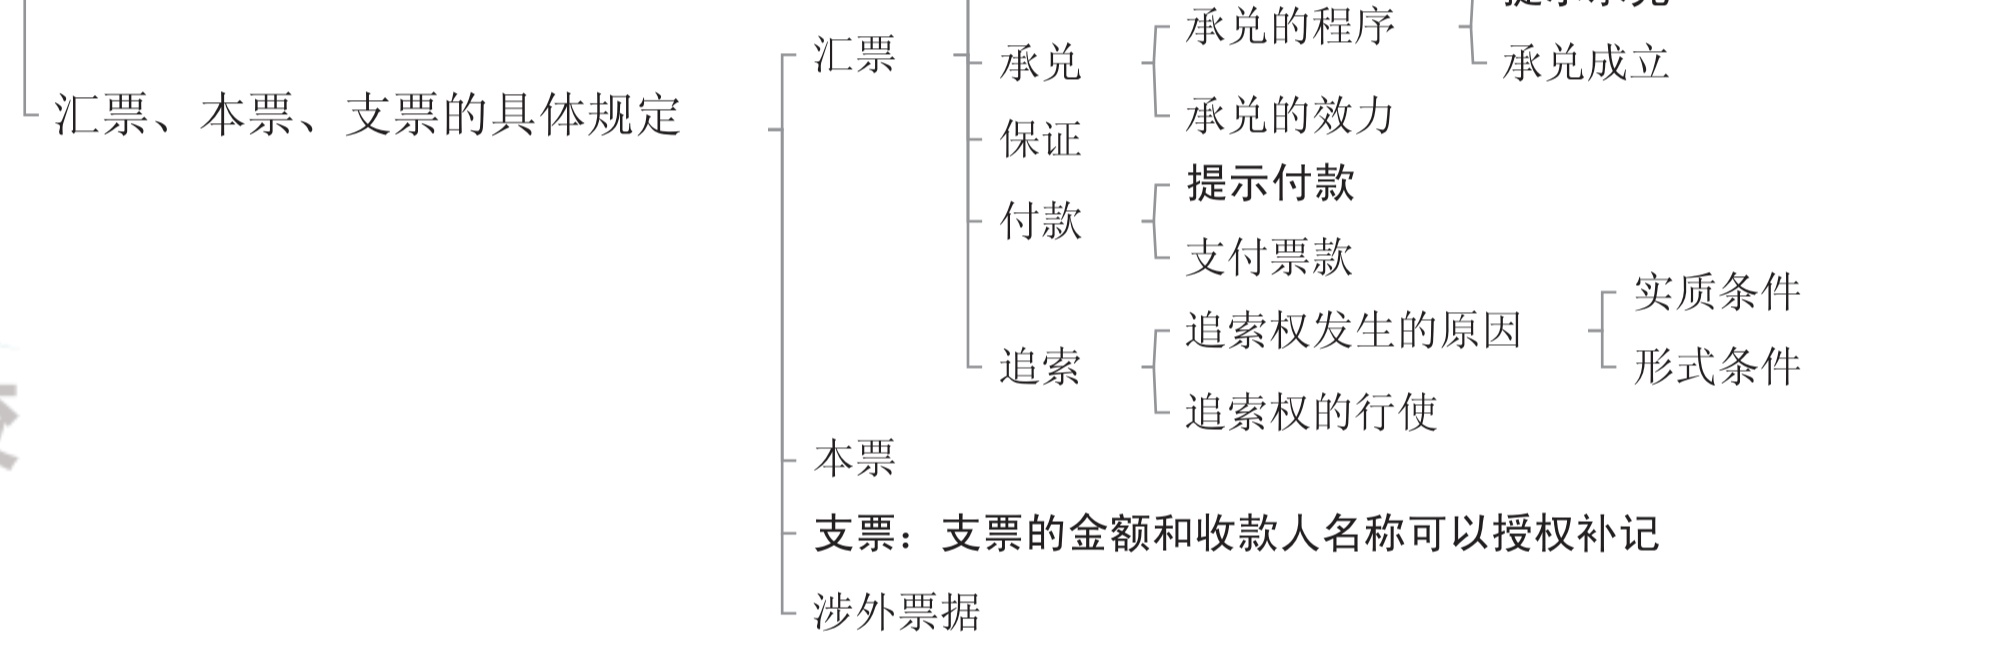 汇票、本票、支票的具体规定
汇票
承兑
承兑的程序
承兑成立
承兑的效力
保证
付款
提示付款
支付票款
追索
追索权发生的原因
实质条件
形式条件
追索权的行使
本票
支票：支票的金额和收款人名称可以授权补记
涉外票据